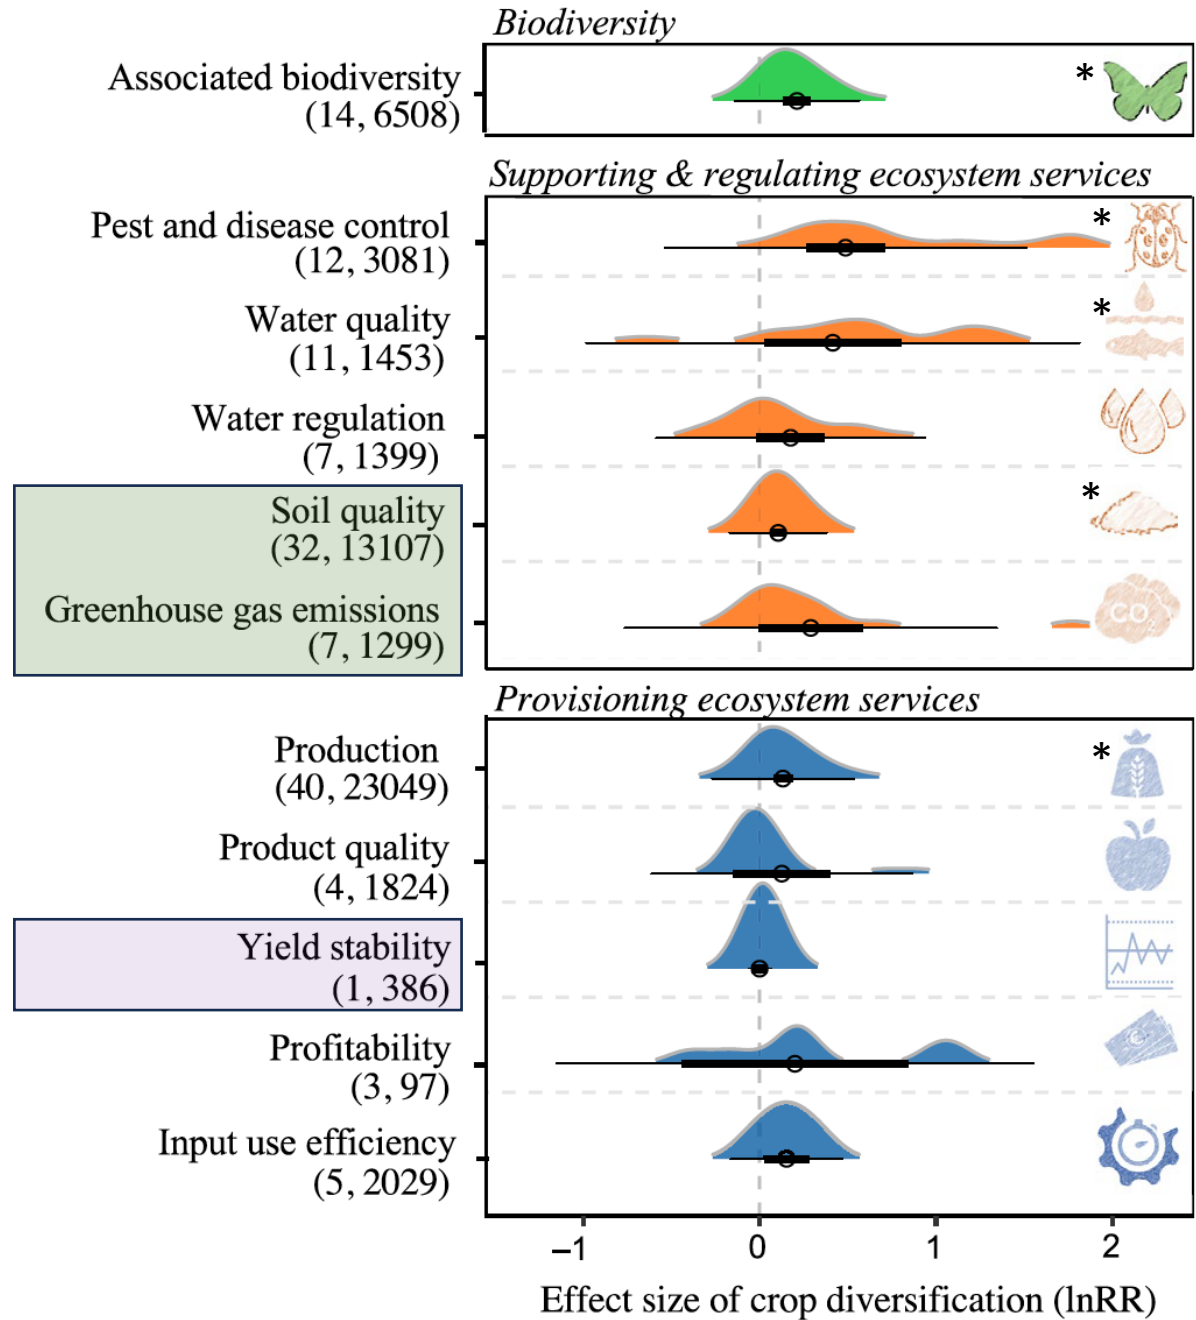 Biodiversity
Associated biodiversity
(14, 6508)
*
Supporting & regulating ecosystem services
Pest and disease control
(12, 3081)
*
Water quality
(11, 1453)
*
Water regulation
(7, 1399)
Soil quality
(32, 13107)
*
Greenhouse gas emissions
(7, 1299)
CO
Provisioning ecosystem services
Production
(40, 23049)
*
Product quality
(4, 1824)
Yield stability
(1, 386)
Profitability
(3, 97)
Input use efficiency
(5, 2029)
–1 0 1 2
Effect size of crop diversification (lnRR)